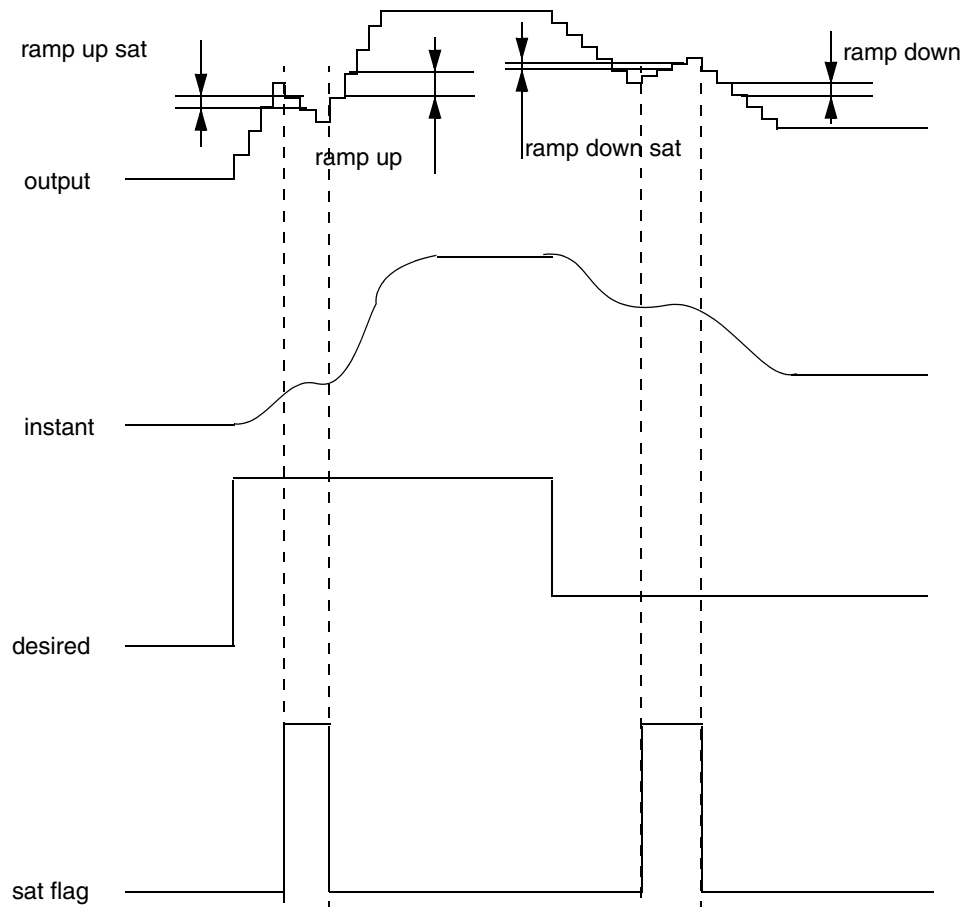 ramp up sat
ramp down
ramp up
ramp down sat
output
instant
desired
sat flag